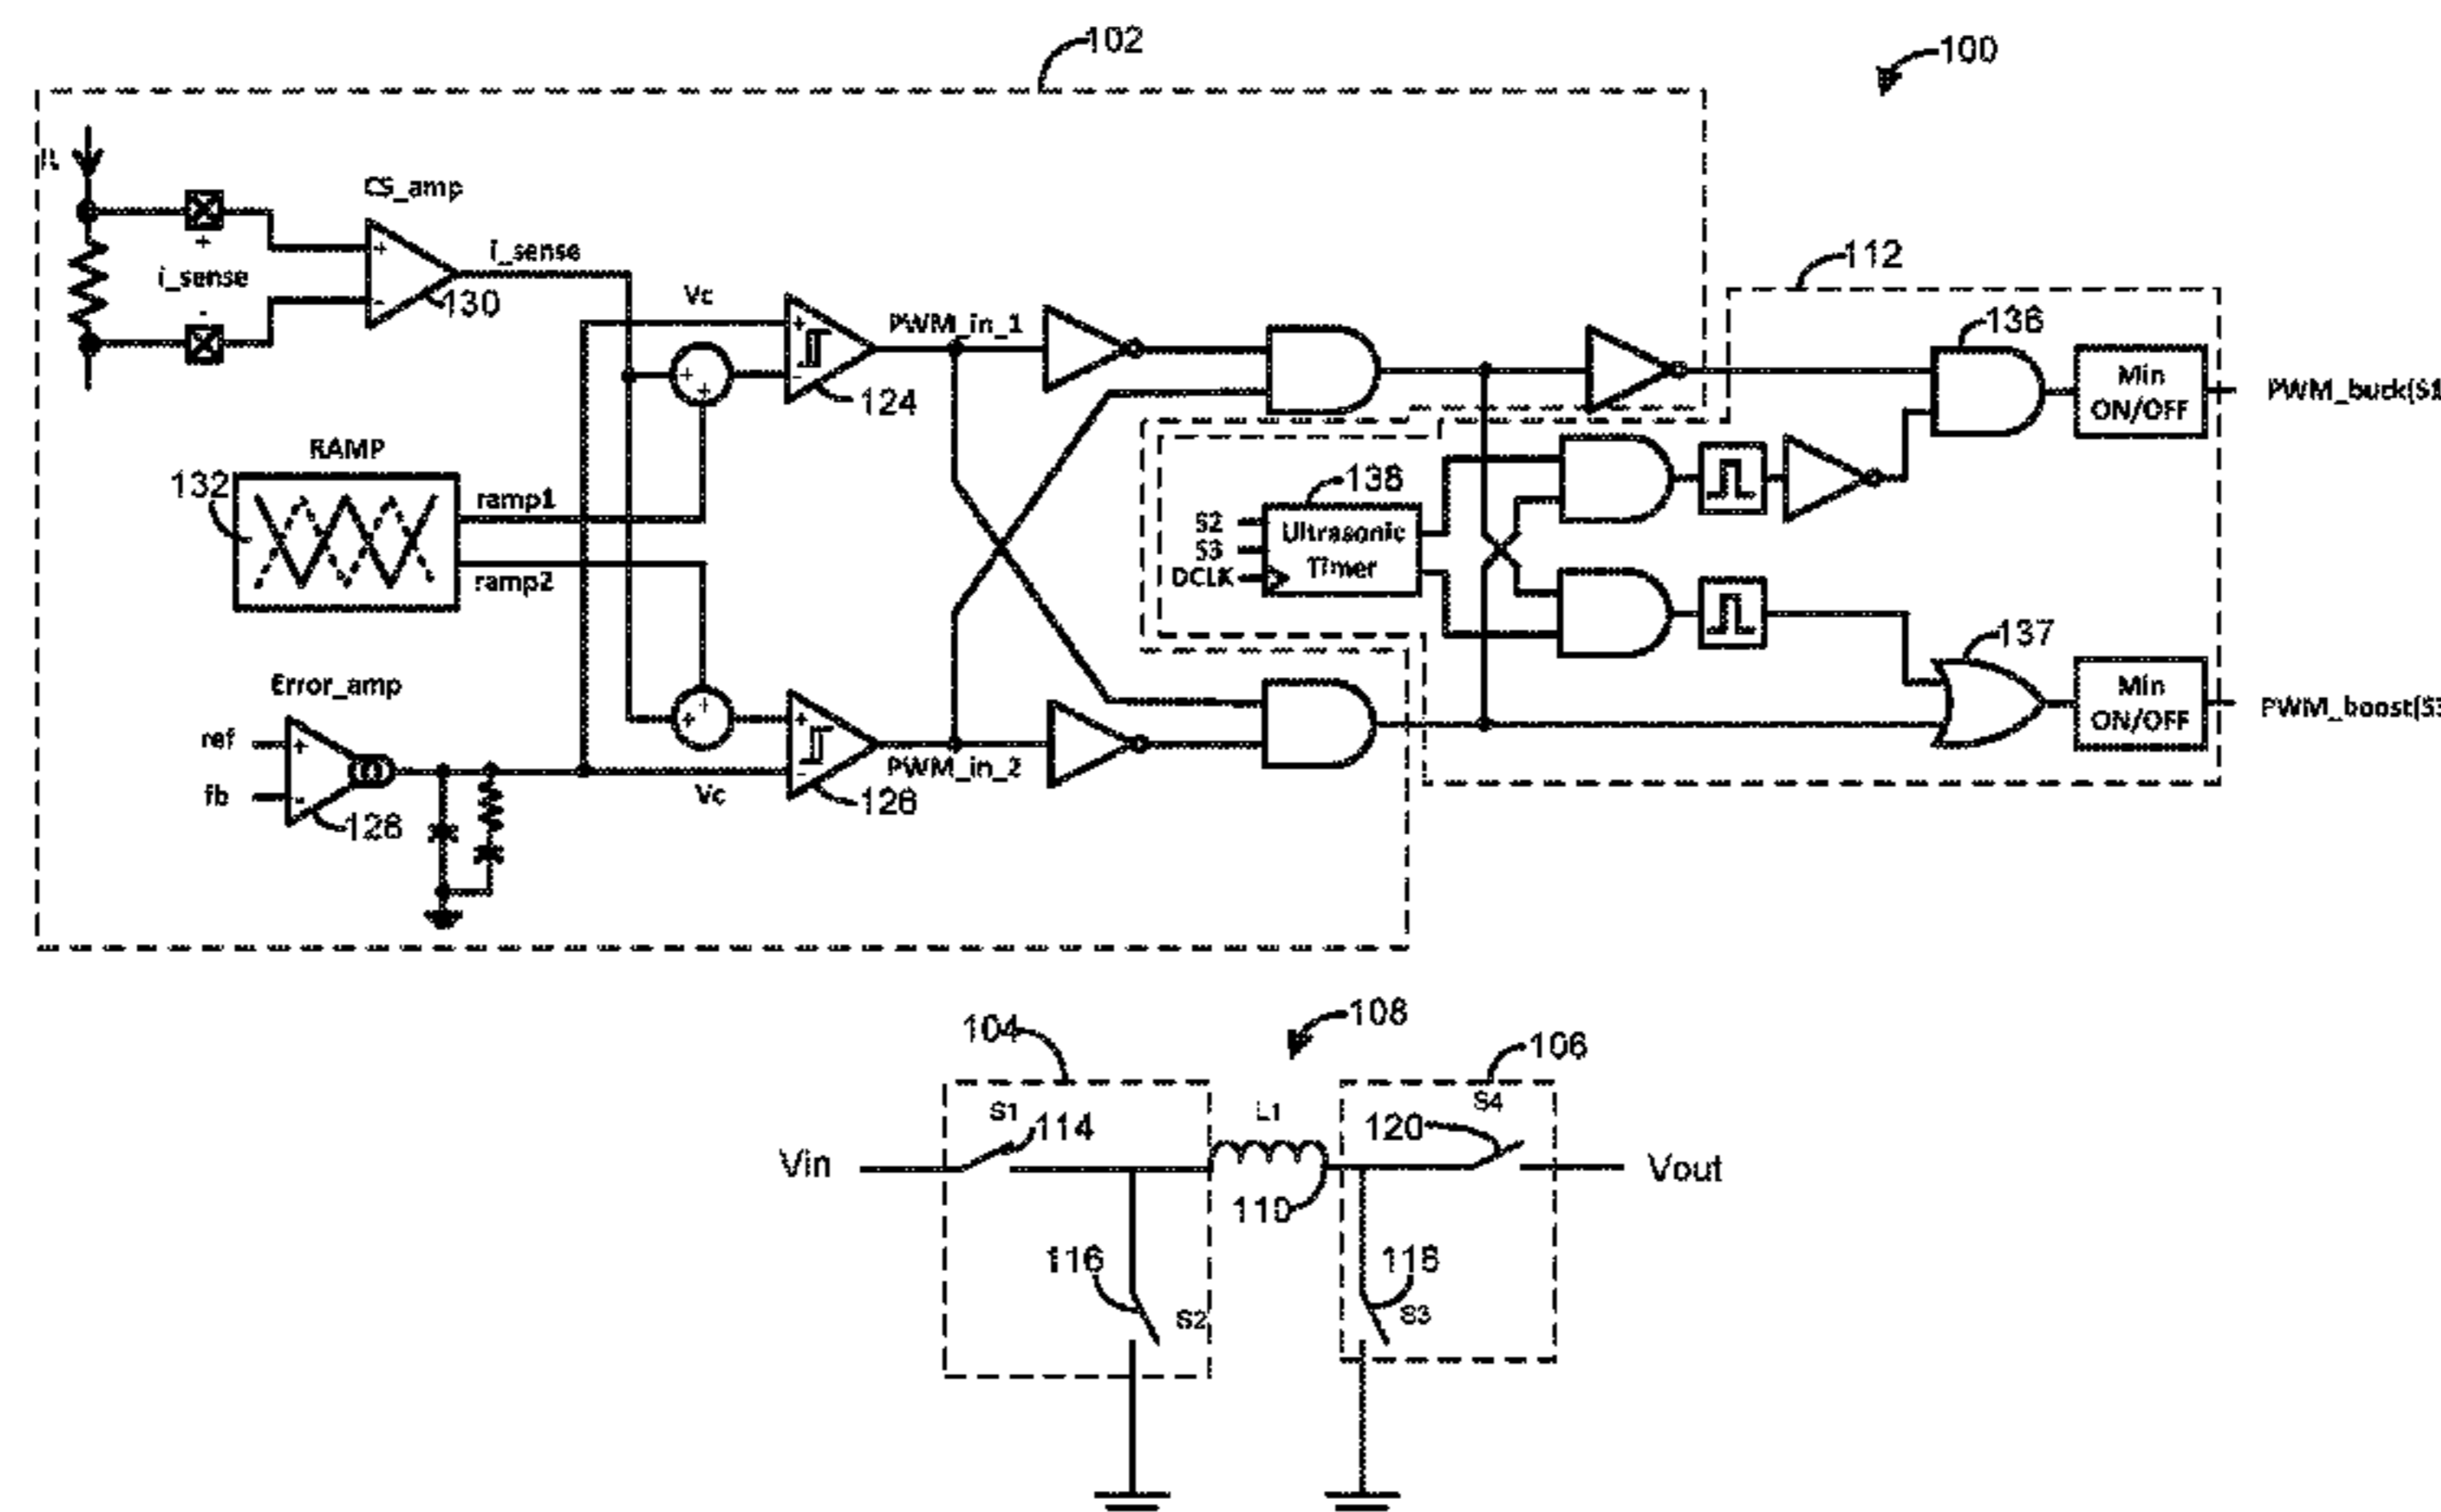 102
100
CS_amp
i_sense
i_sense
+
-
+
-
130
Vc
PWM_in_1
+
-
124
+
+
112
136
Min
ON/OFF
PWM_buck(S1
RAMP
132
ramp1
ramp2
138
S2
S3
DCLK
Ultrasonic
Timer
137
Min
ON/OFF
PWM_boost(S3
Error_amp
ref
fb
+
-
128
+
+
+
-
Vc
PWM_in_2
126
108
104
106
S1
114
L1
S4
120
Vin
Vout
110
116
S2
118
S3